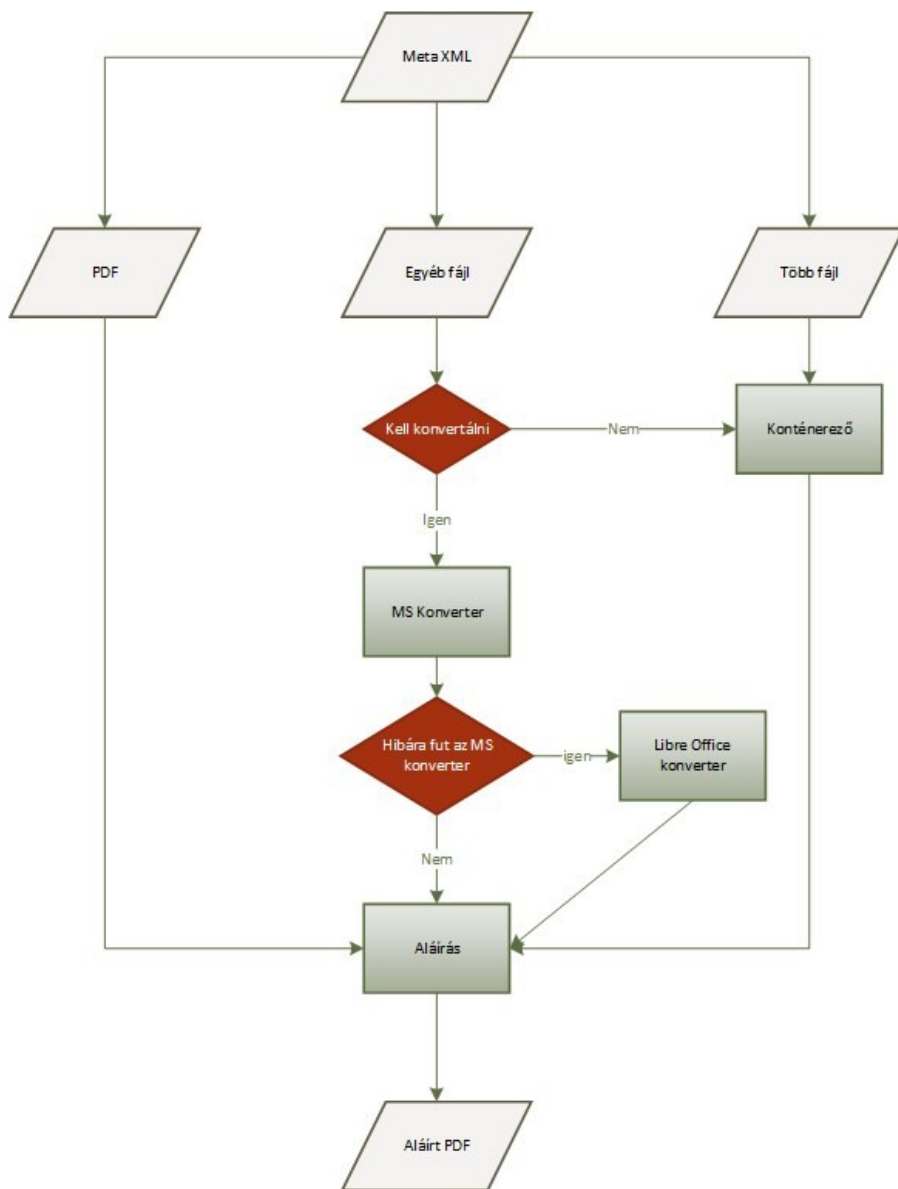 Meta XML
PDF
Egyéb fájl
Több fájl
Kell konvertálni
Nem
Konténerező
Igen
MS Konverter
Hibára fut az MS
konverter
igen
Libre Office
konverter
Nem
Aláírás
Aláírt PDF